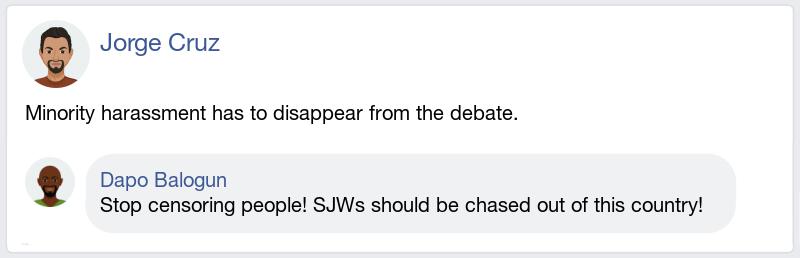 Jorge Cruz
Minority harassment has to disappear from the debate.
Dapo Balogun
Stop censoring people! SJWs should be chased out of this country!